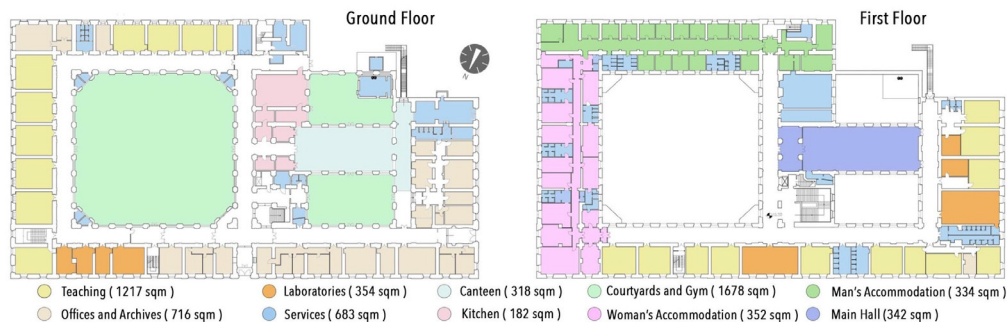 Ground Floor
First Floor
N
Teaching ( 1217 sqm )
Laboratories ( 354 sqm )
Canteen ( 318 sqm )
Courtyards and Gym ( 1678 sqm )
Man's Accommodation ( 334 sqm )
Offices and Archives ( 716 sqm )
Services ( 683 sqm )
Kitchen ( 182 sqm )
Woman's Accommodation ( 352 sqm )
Main Hall (342 sqm )